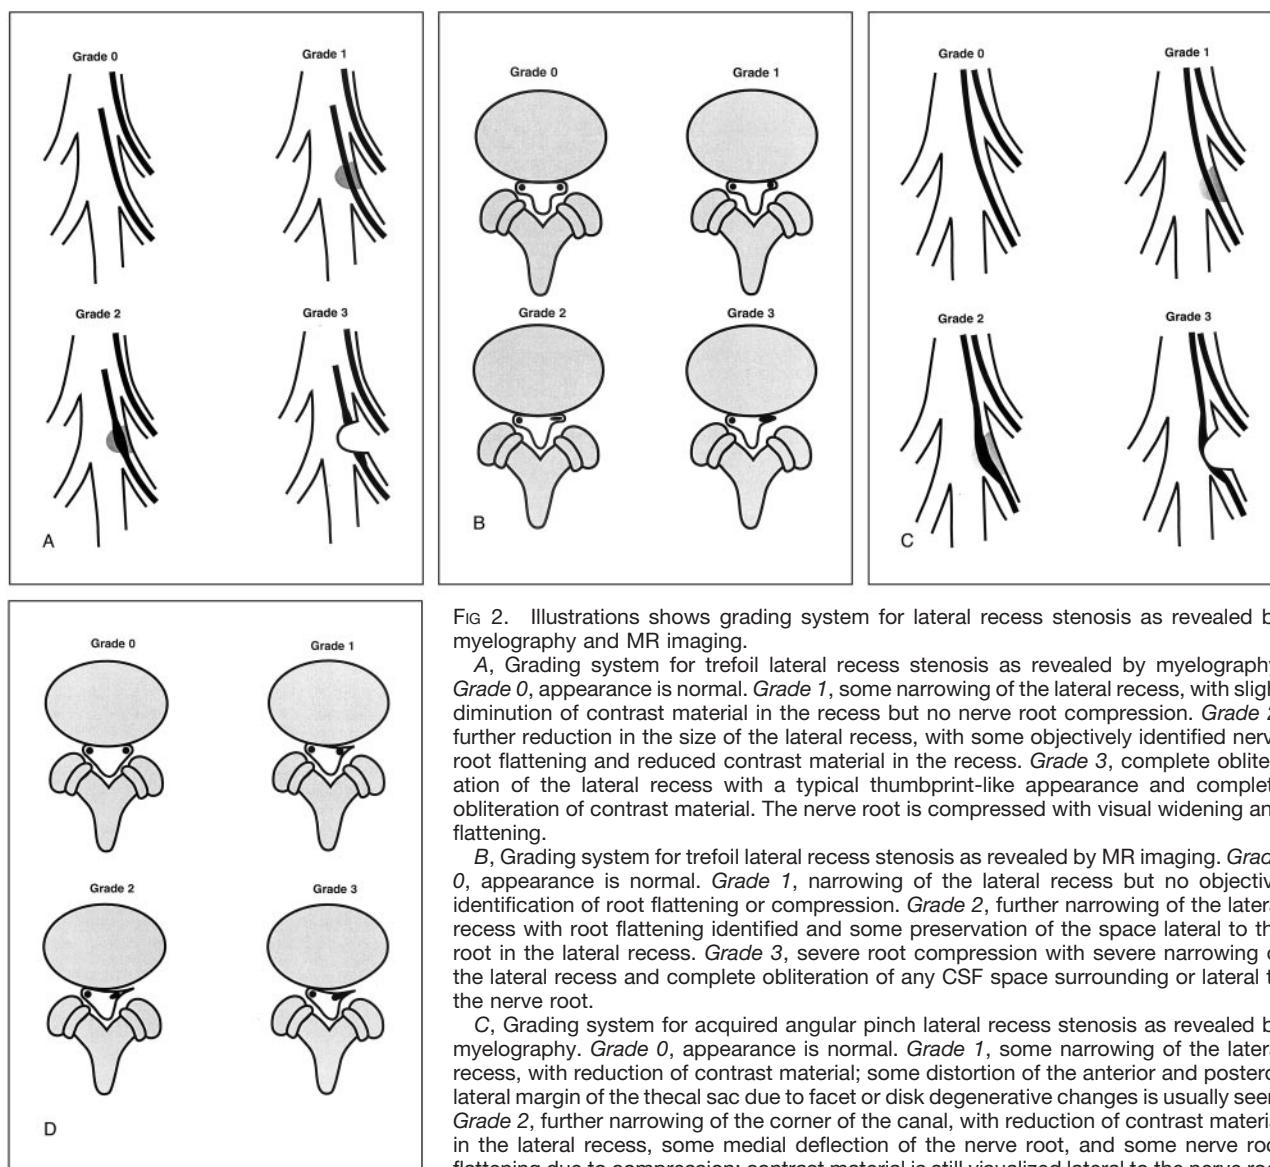 Grade 0
Grade 1
Grade 2
Grade 3
A
Grade 0
Grade 1
Grade 2
Grade 3
B
Grade 0
Grade 1
Grade 2
Grade 3
C
Grade 0
Grade 1
Grade 2
Grade 3
D
FIG 2. Illustrations shows grading system for lateral recess stenosis as revealed
myelography and MR imaging.
A, Grading system for trefoil lateral recess stenosis as revealed by myelography
Grade 0, appearance is normal. Grade 1, some narrowing of the lateral recess, with
diminution of contrast material in the recess but no nerve root compression. Grade
further reduction in the size of the lateral recess, with some objectively identified
root flattening and reduced contrast material in the recess. Grade 3, complete
ation of the lateral recess with a typical thumbprint-like appearance and
obliteration of contrast material. The nerve root is compressed with visual widening
flattening.
B, Grading system for trefoil lateral recess stenosis as revealed by MR imaging.
0, appearance is normal. Grade 1, narrowing of the lateral recess but no
identification of root flattening or compression. Grade 2, further narrowing of the
recess with root flattening identified and some preservation of the space lateral to
root in the lateral recess. Grade 3, severe root compression with severe narrowing
the lateral recess and complete obliteration of any CSF space surrounding or lateral
the nerve root.
C, Grading system for acquired angular pinch lateral recess stenosis as revealed
myelography. Grade 0, appearance is normal. Grade 1, some narrowing of the
recess, with reduction of contrast material; some distortion of the anterior and
lateral margin of the thecal sac due to facet or disk degenerative changes is usually
Grade 2, further narrowing of the corner of the canal, with reduction of contrast
in the lateral recess, some medial deflection of the nerve root, and some nerve
flattening due to compression; contrast material is still visualized lateral to the nerve